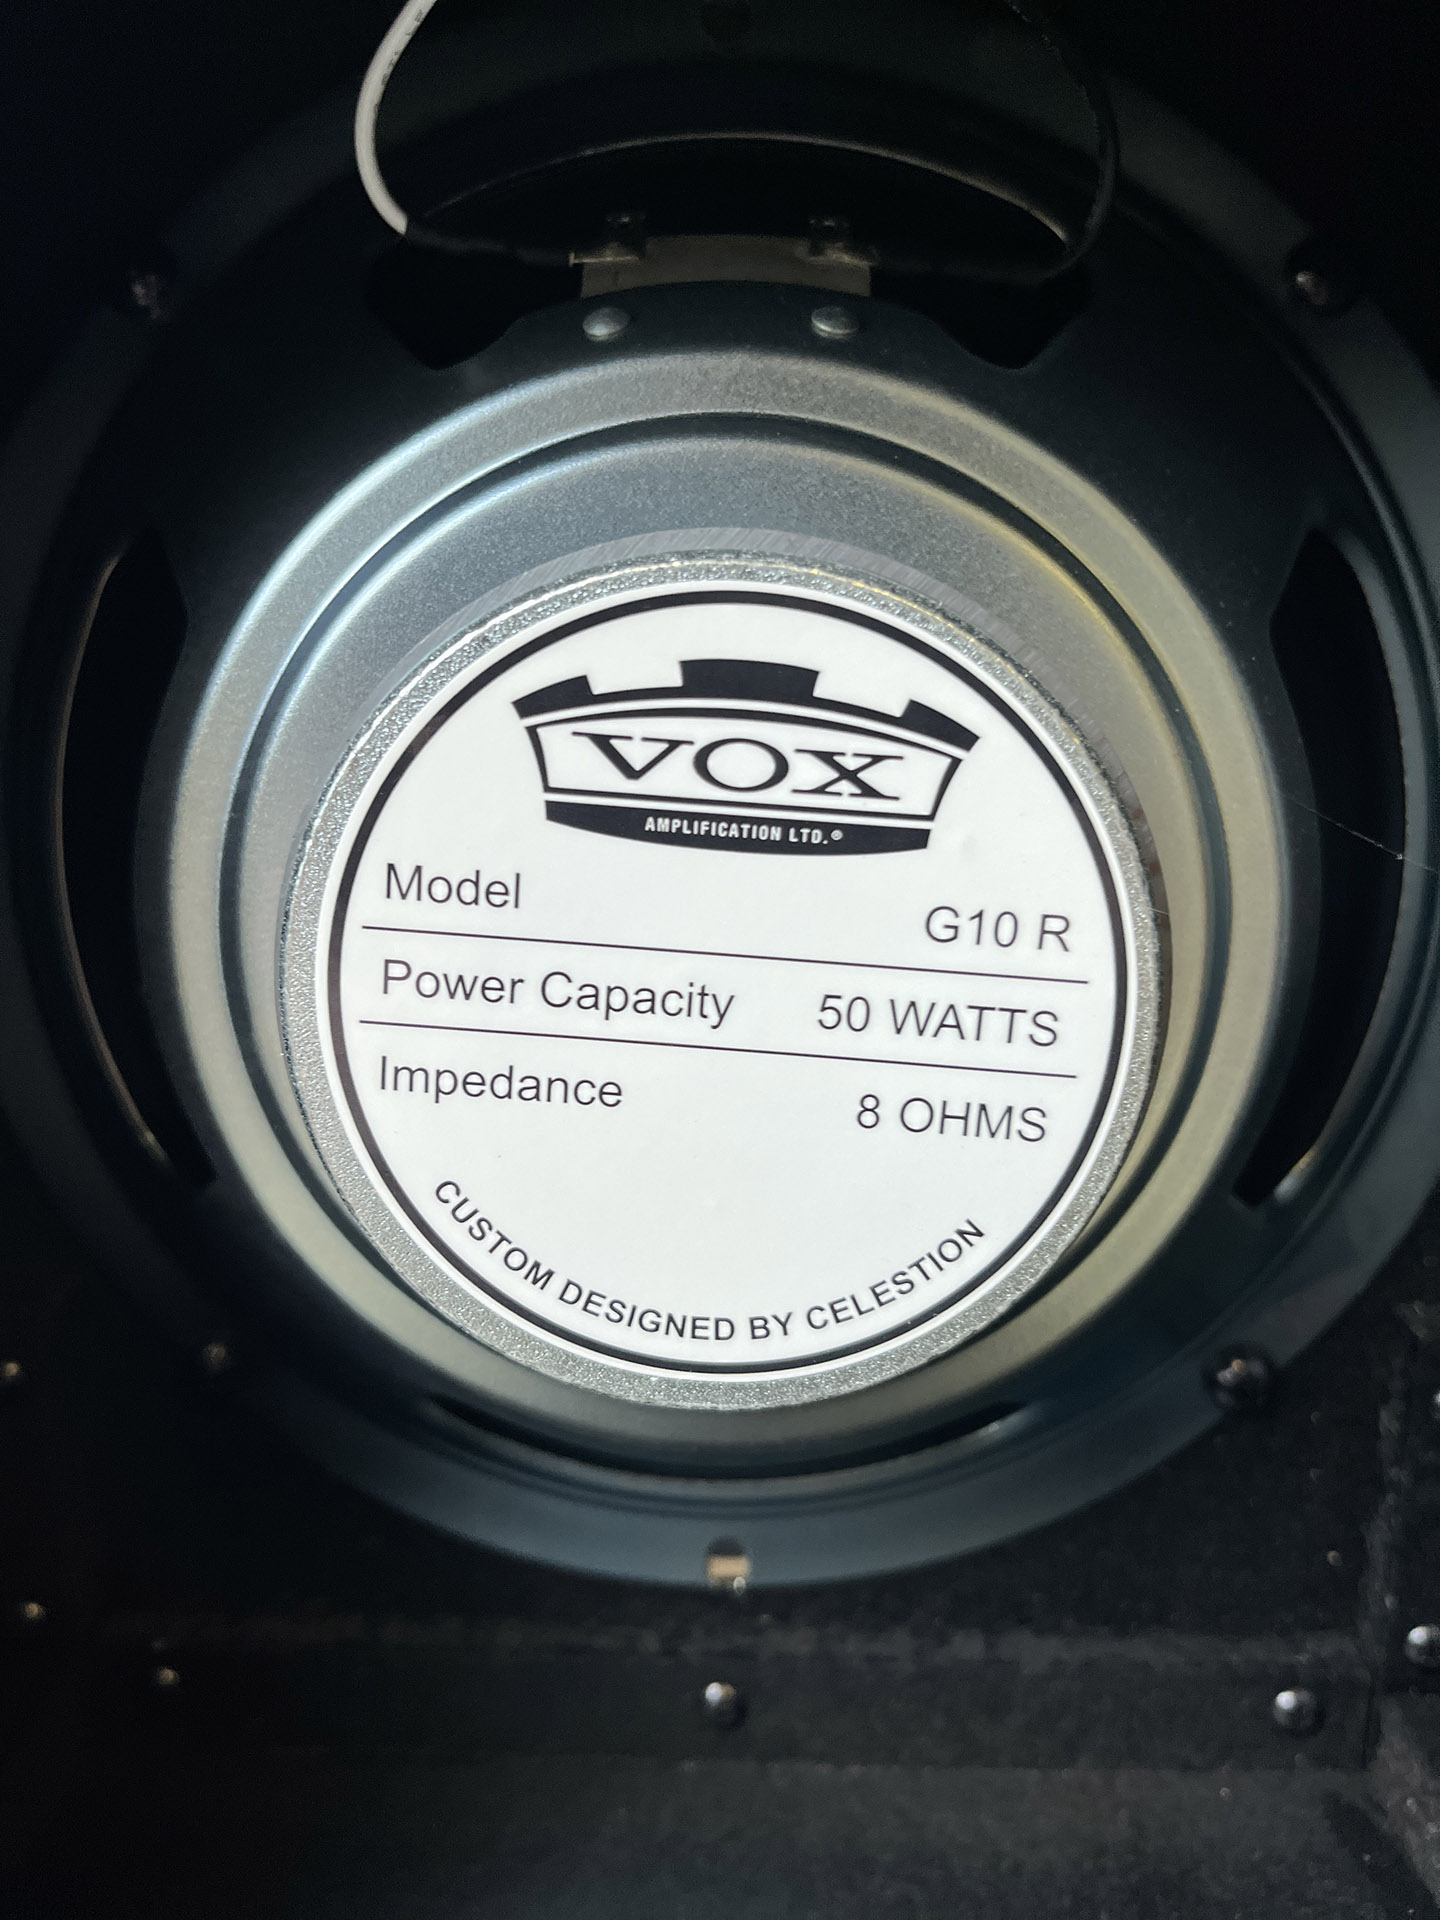 VOX
AMPLIFICATION LTD.®
Model G10 R
Power Capacity 50 WATTS
Impedance 8 OHMS
CUSTOM DESIGNED BY CELESTION